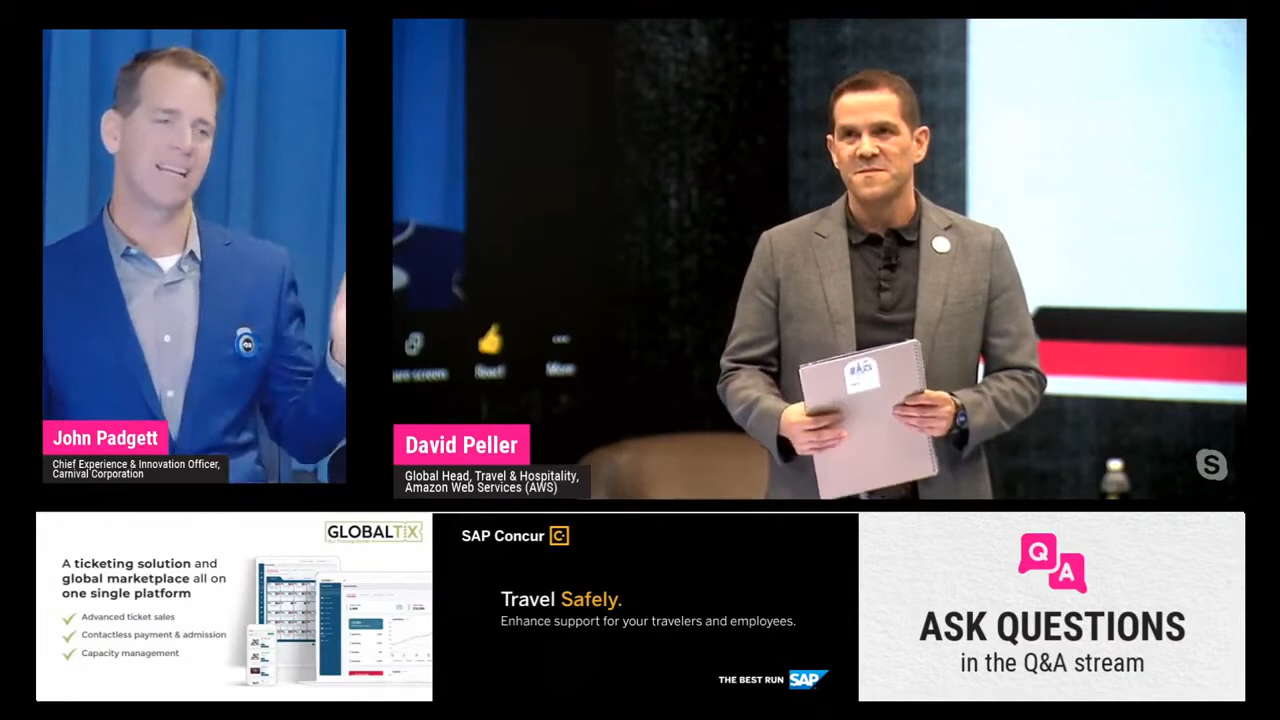 John Padgett
Chief Experience & Innovation Officer,
Carnival Corporation
React
More
David Peller
Global Head, Travel & Hospitality,
Amazon Web Services (AWS)
S
GLOBALTiX
A ticketing solution and
global marketplace all on
one single platform
Advanced ticket sales
Contactless payment & admission
Capacity management
SAP Concur C
Travel Safely.
Enhance support for your travelers and employees.
THE BEST RUN SAP
Q A
ASK QUESTIONS
in the Q&A stream